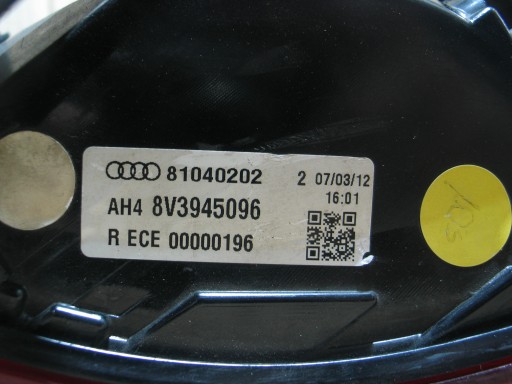 81040202 2 07/03/12
16:01
AH4 8V3945096
R ECE 00000196